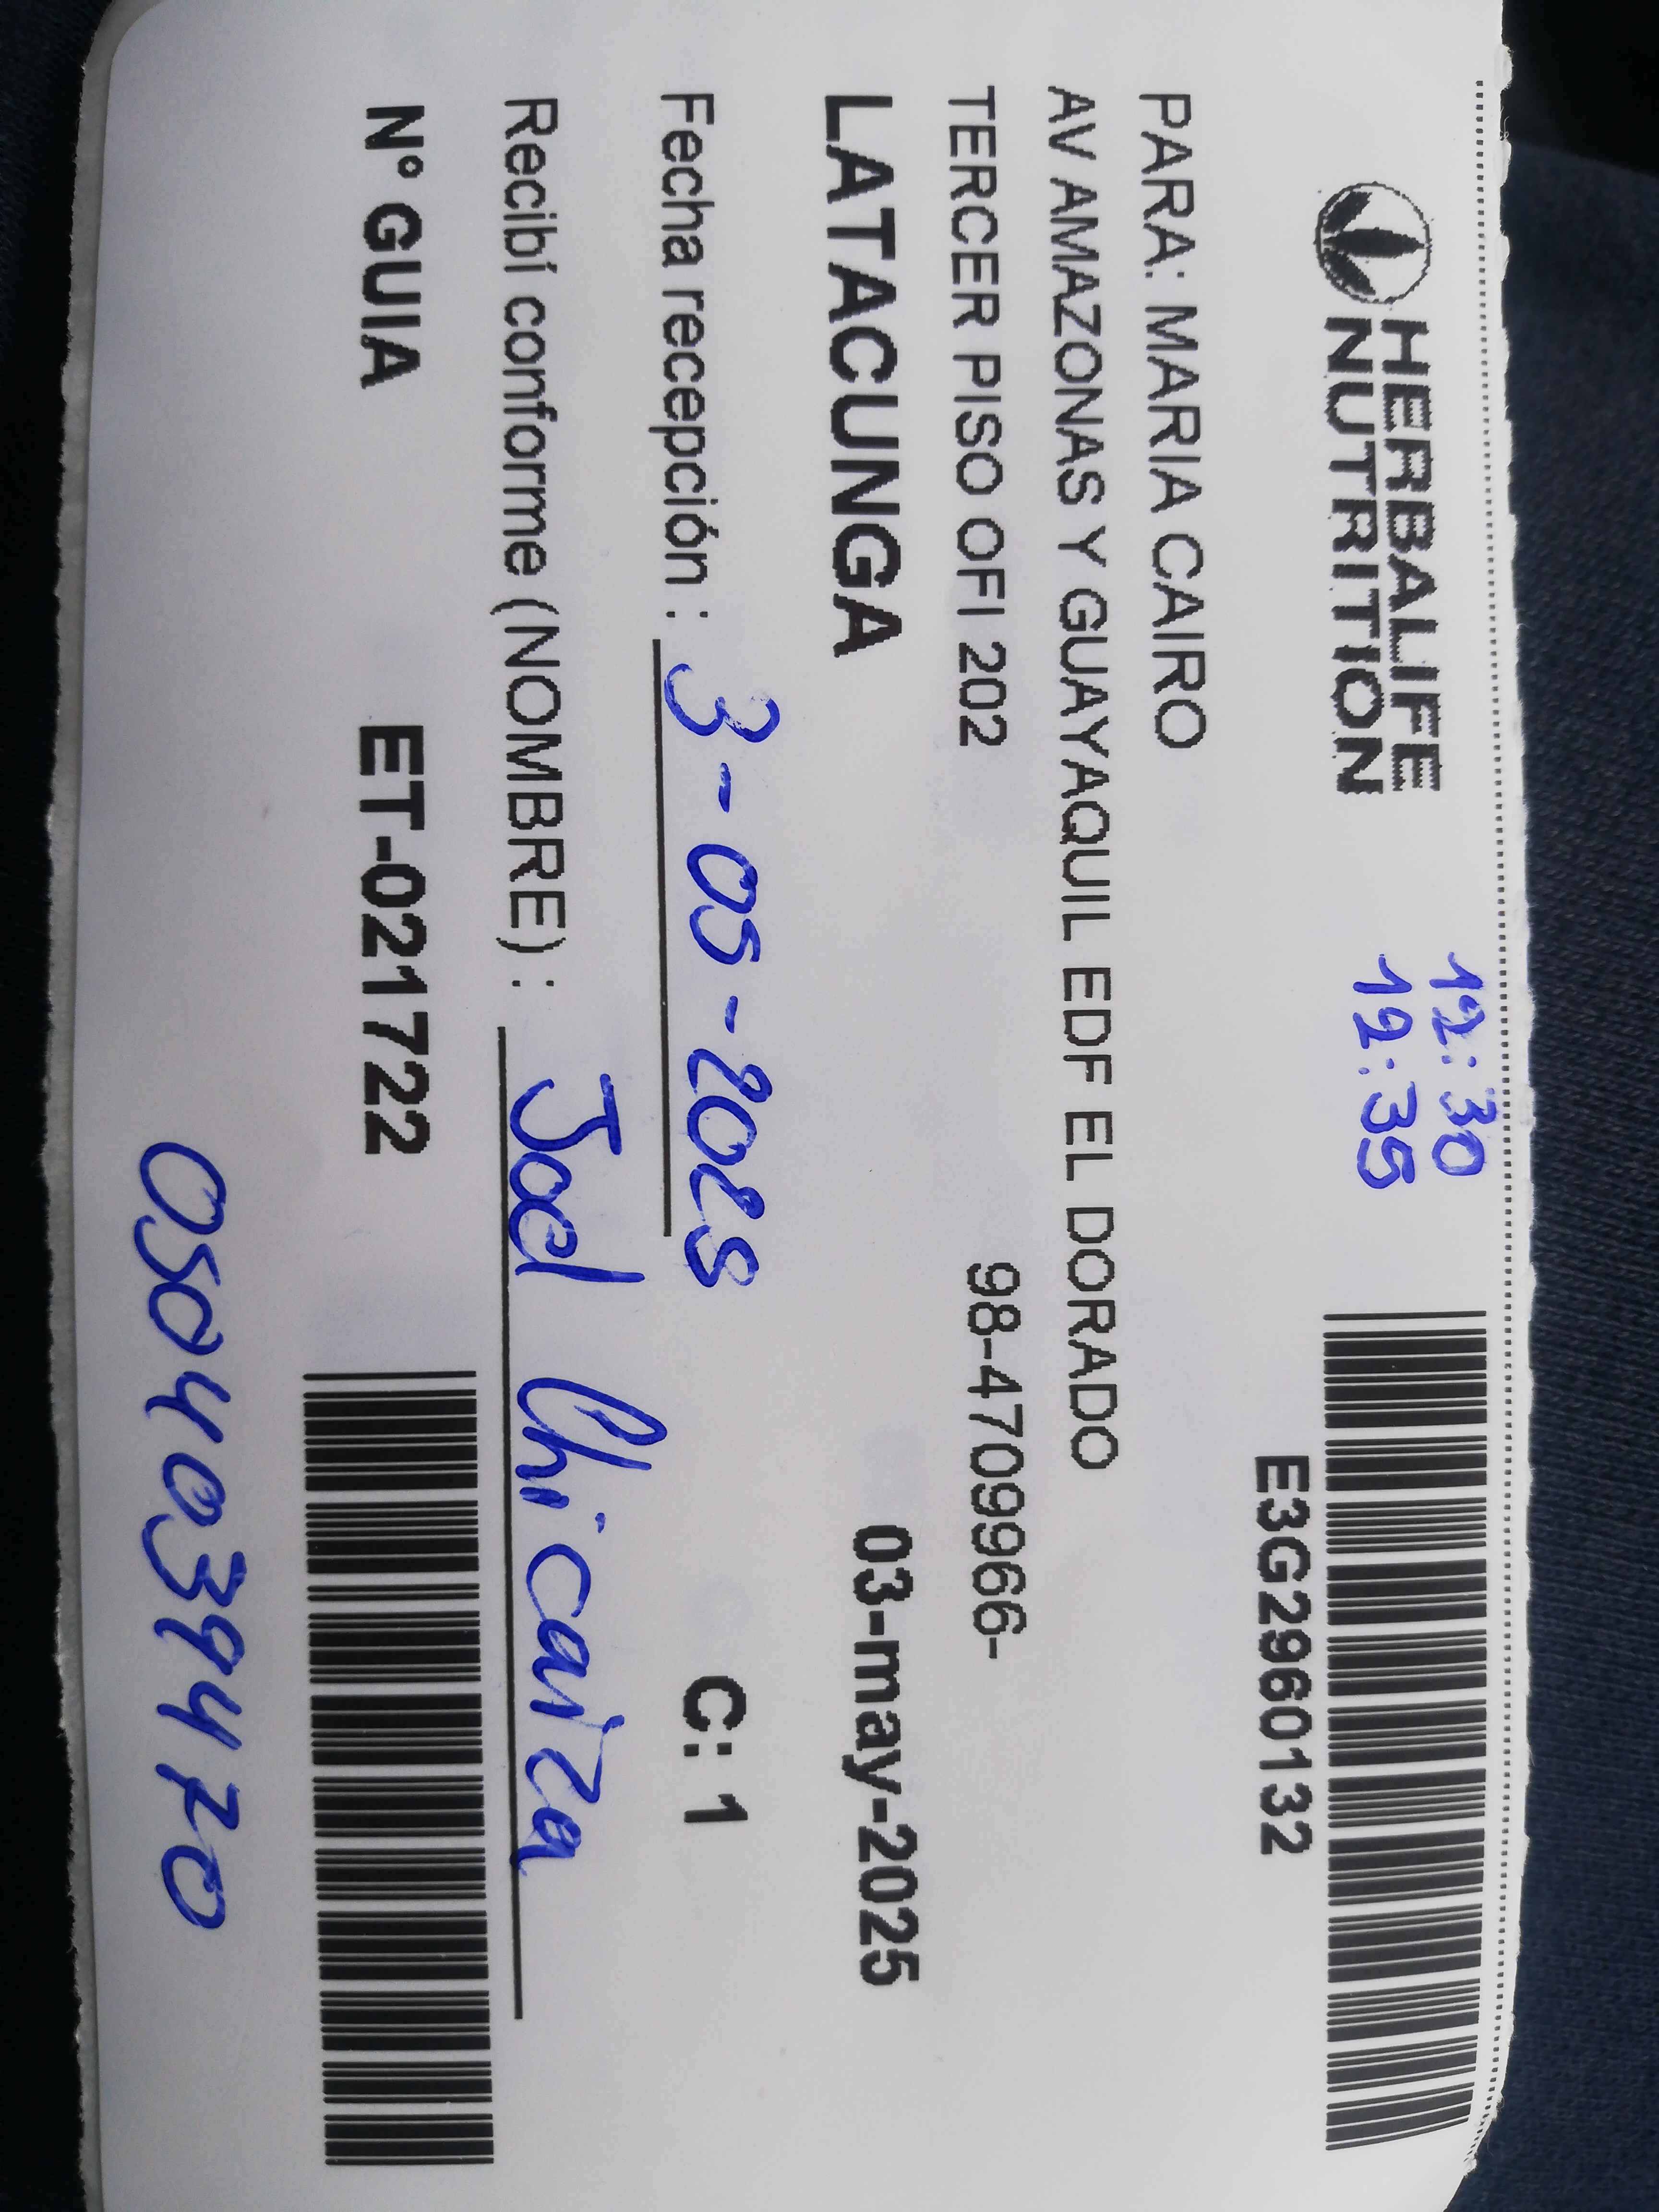 HERBALIFE
NUTRITION
12:30
12:35
E3G2960132
PARA: MARIA CAIRO
AV AMAZONAS Y GUAYAQUIL EDF EL DORADO
TERCER PISO OFI 202 98-4709966-
LATACUNGA 03-may-2025
Fecha recepción : 3-05-2025 C: 1
Recibí conforme (NOMBRE) : Joel Chicaiza
N° GUIA ET-021722
0504039470